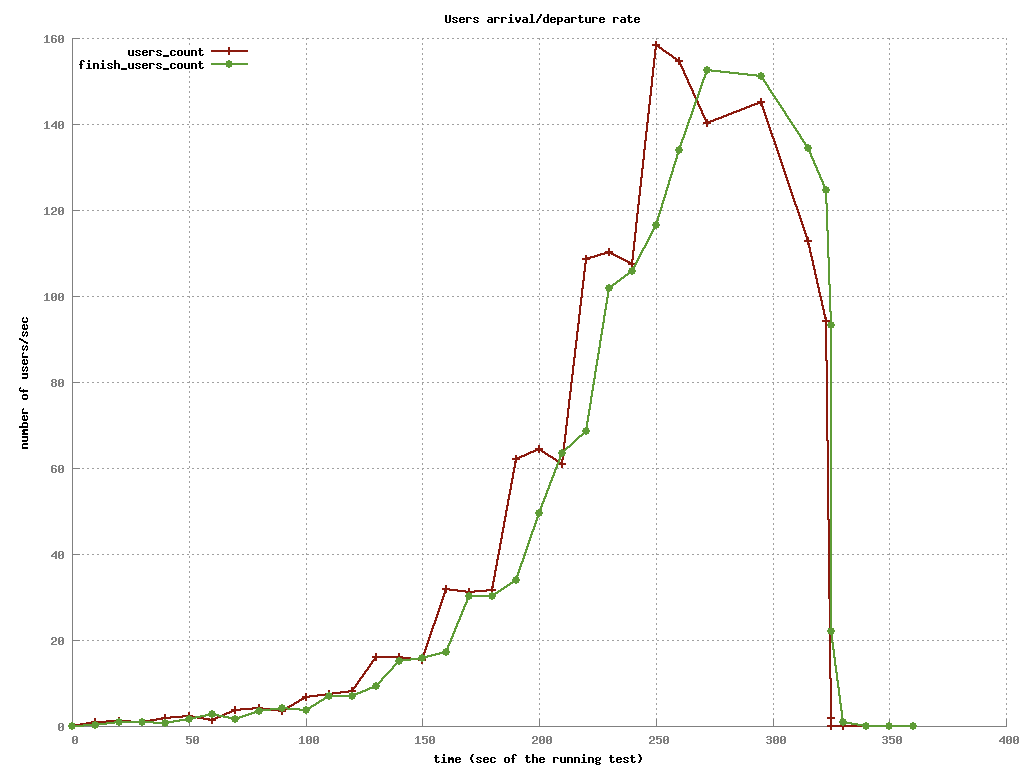 Users arrival/departure rate
users_count
finish_users_count
160
140
120
100
80
60
40
20
0
number of users/sec
0 50 100 150 200 250 300 350 400
time (sec of the running test)